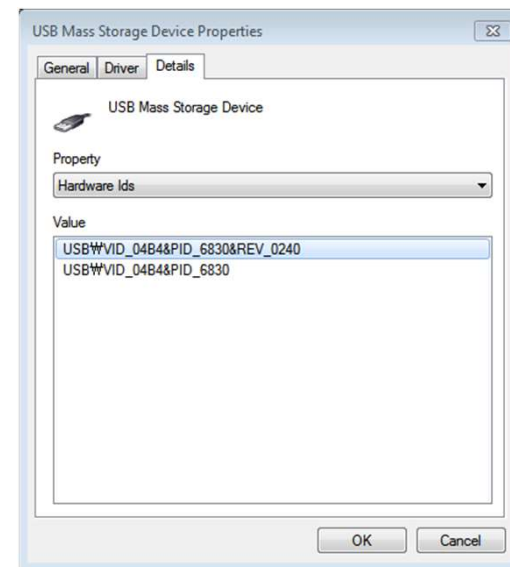 USB Mass Storage Device Properties
General Driver Details
USB Mass Storage Device
Property
Hardware Ids
Value
USB₩VID_04B4&PID_6830&REV_0240
USB₩VID_04B4&PID_6830
OK Cancel